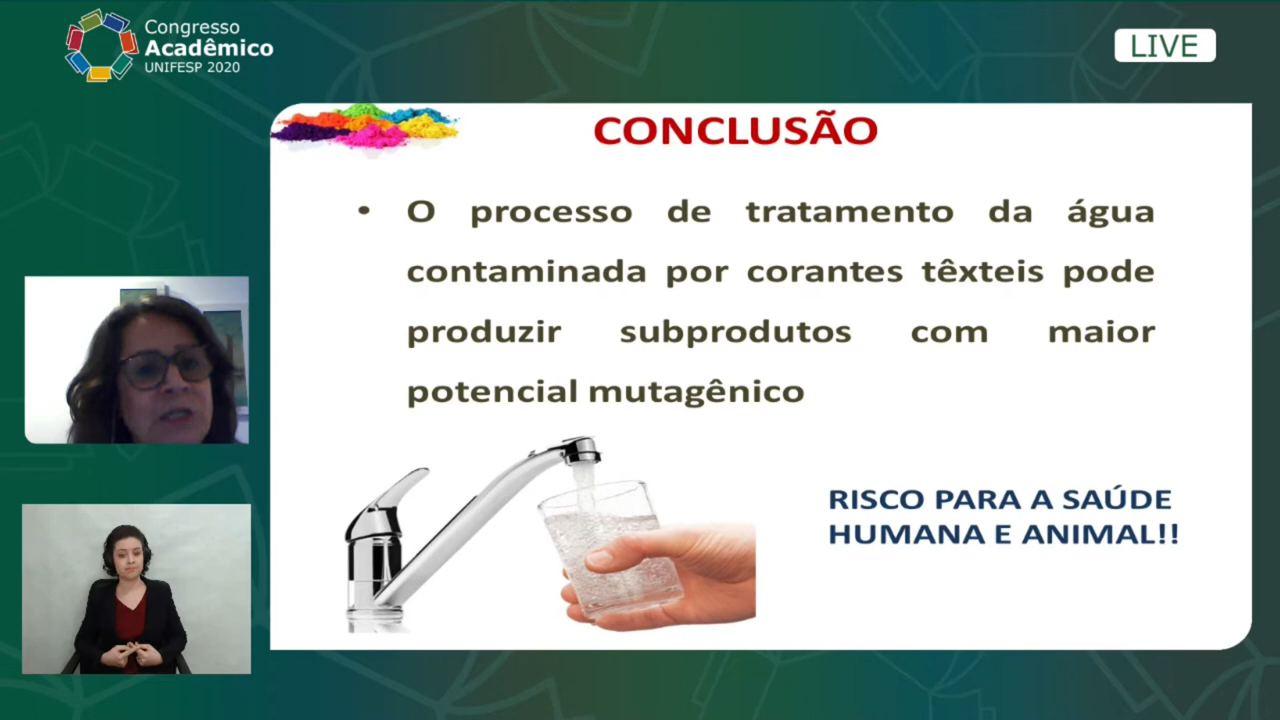 Congresso
Acadêmico
UNIFESP 2020
LIVE
CONCLUSÃO
• O processo de tratamento da água
contaminada por corantes têxteis pode
produzir subprodutos com maior
potencial mutagênico
RISCO PARA A SAÚDE
HUMANA E ANIMAL!!